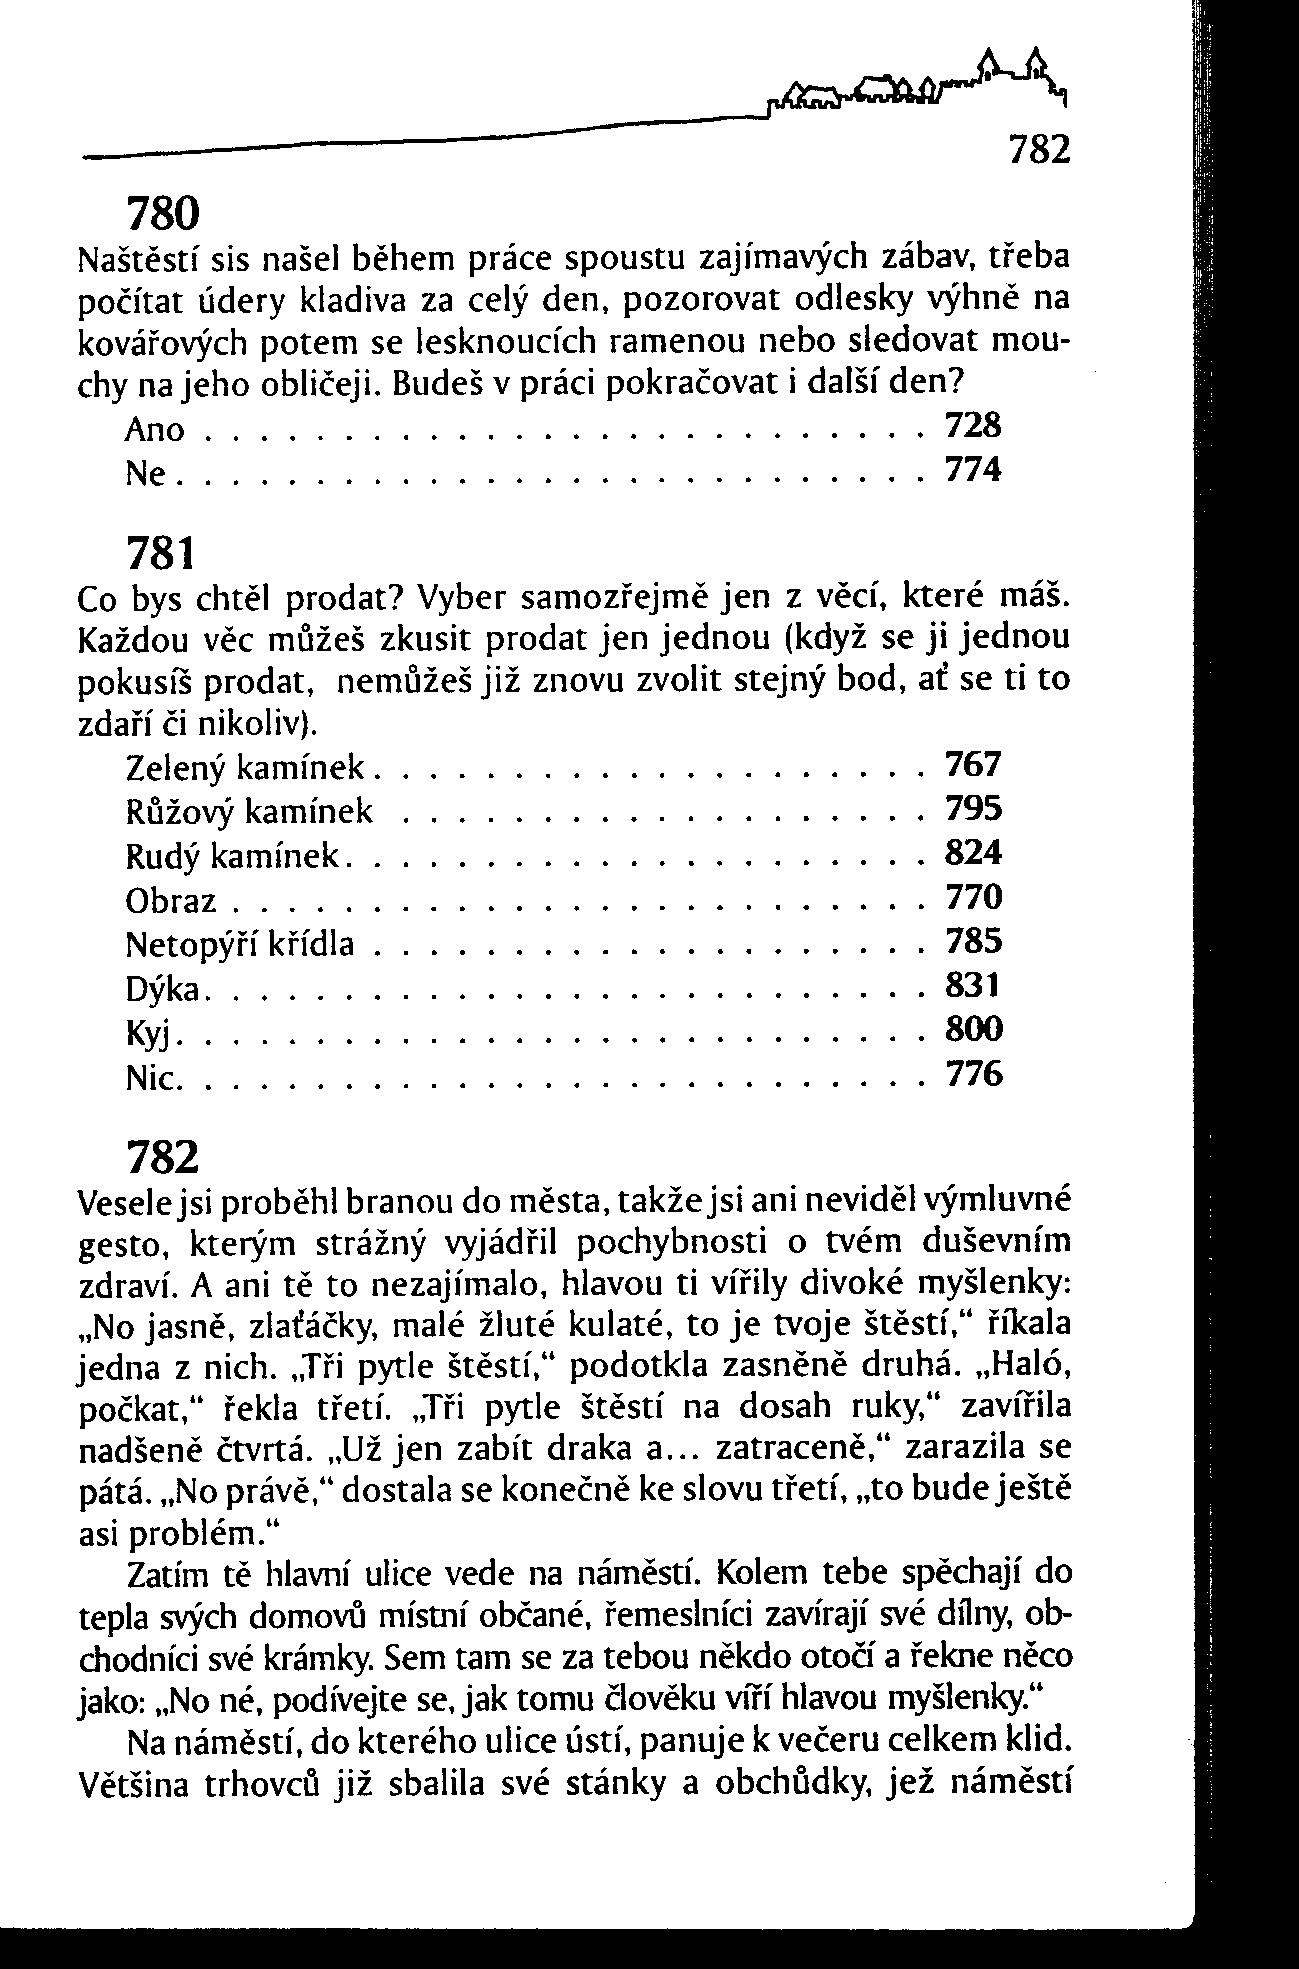 782
780
Naštěstí sis našel během práce spoustu zajímavých zábav, třeba
počítat údery kladiva za celý den, pozorovat odlesky výhně na
kovářových potem se lesknoucích ramenou nebo sledovat mou-
chy na jeho obličeji. Budeš v práci pokračovat i další den?
Ano . . . . . . . . . . . . . . . . . . . . . . . . . . 728
Ne . . . . . . . . . . . . . . . . . . . . . . . . . . . 774
781
Co bys chtěl prodat? Vyber samozřejmě jen z věcí, které máš.
Každou věc můžeš zkusit prodat jen jednou (když se ji jednou
pokusíš prodat, nemůžeš již znovu zvolit stejný bod, ať se ti to
zdaří či nikoliv).
Zelený kamínek . . . . . . . . . . . . . . . . . . . . 767
Růžový kamínek . . . . . . . . . . . . . . . . . . . 795
Rudý kamínek . . . . . . . . . . . . . . . . . . . . . 824
Obraz . . . . . . . . . . . . . . . . . . . . . . . . . 770
Netopýří křídla . . . . . . . . . . . . . . . . . . . . 785
Dýka . . . . . . . . . . . . . . . . . . . . . . . . . . 831
Kyj . . . . . . . . . . . . . . . . . . . . . . . . . . . 800
Nic . . . . . . . . . . . . . . . . . . . . . . . . . . . 776
782
Vesele jsi proběhl branou do města, takže jsi ani neviděl výmluvné
gesto, kterým strážný vyjádřil pochybnosti o tvém duševním
zdraví. A ani tě to nezajímalo, hlavou ti vířily divoké myšlenky:
„No jasně, zlaťáčky, malé žluté kulaté, to je tvoje štěstí,“ říkala
jedna z nich. „Tři pytle štěstí,“ podotkla zasněně druhá. „Haló,
počkat,“ řekla třetí. „Tři pytle štěstí na dosah ruky,“ zavířila
nadšeně čtvrtá. „Už jen zabít draka a... zatraceně,“ zarazila se
pátá. „No právě,“ dostala se konečně ke slovu třetí, „to bude ještě
asi problém.“
Zatím tě hlavní ulice vede na náměstí. Kolem tebe spěchají do
tepla svých domovů místní občané, řemeslníci zavírají své dílny, ob-
chodníci své krámky. Sem tam se za tebou někdo otočí a řekne něco
jako: „No né, podívejte se, jak tomu člověku víří hlavou myšlenky.“
Na náměstí, do kterého ulice ústí, panuje k večeru celkem klid.
Většina trhovců již sbalila své stánky a obchůdky, jež náměstí